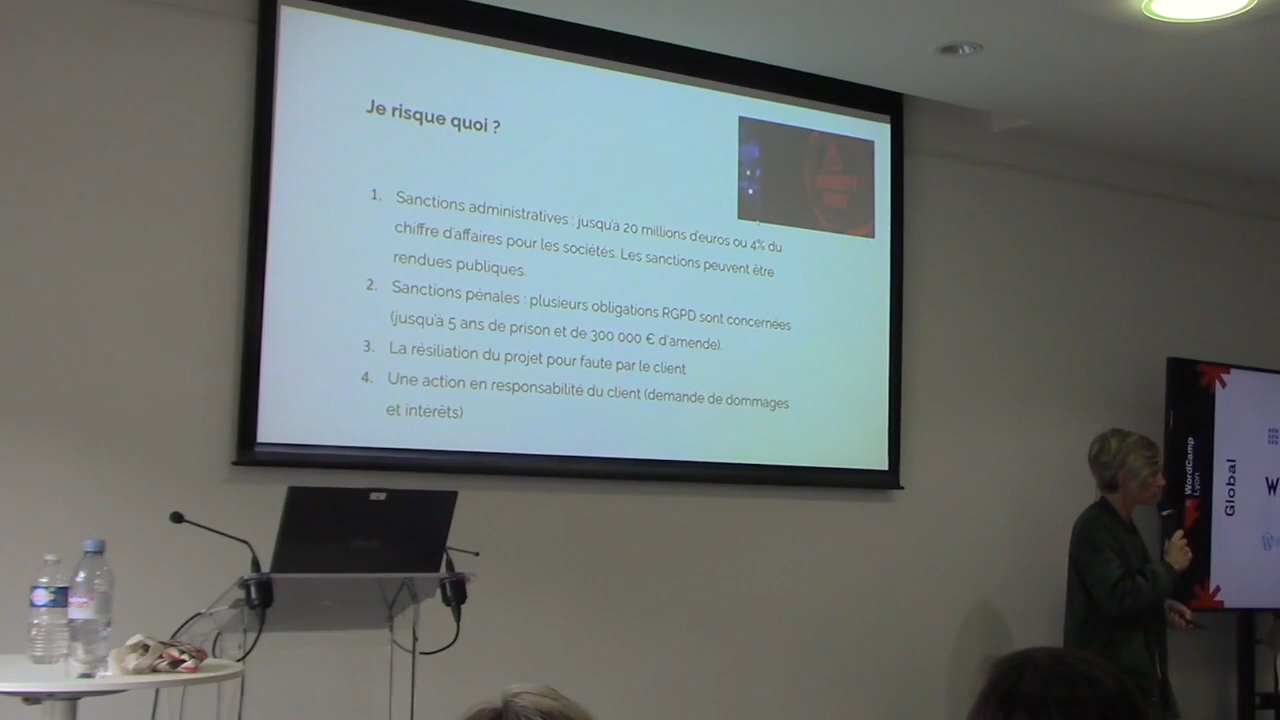 Je risque quoi ?
1. Sanctions administratives : jusqu'à 20 millions d'euros ou 4% du
chiffre d'affaires pour les sociétés. Les sanctions peuvent être
rendues publiques.
2. Sanctions pénales : plusieurs obligations RGPD sont concernées
(jusqu'à 5 ans de prison et de 300 000 € d'amende).
3. La résiliation du projet pour faute par le client
4. Une action en responsabilité du client (demande de dommages
et intérêts)
WordCamp
Lyon
Global